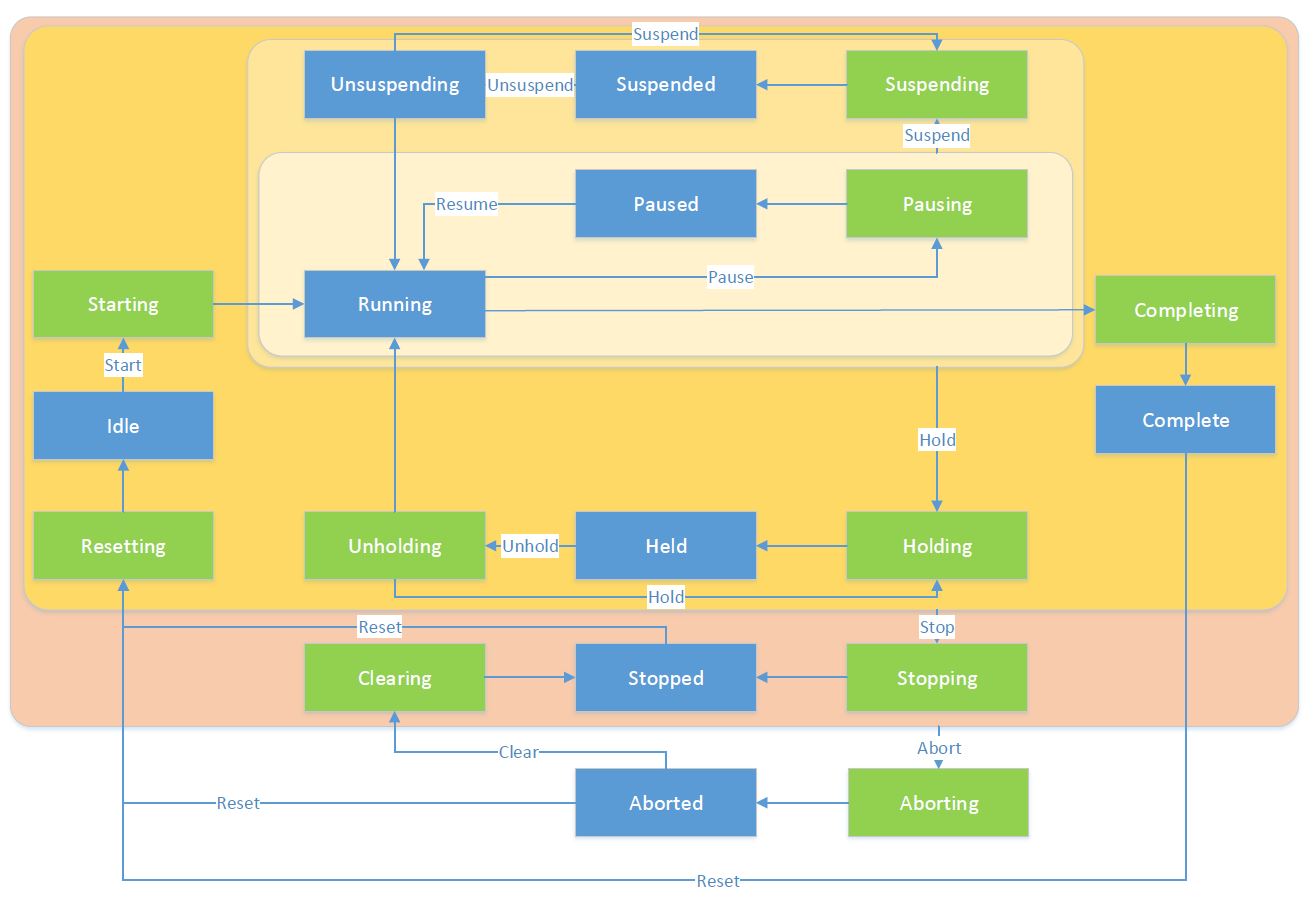 Suspend
Unsuspending
Unsuspend
Suspended
Suspending
Suspend
Resume
Paused
Pausing
Pause
Starting
Running
Completing
Start
Idle
Complete
Hold
Resetting
Unholding
Unhold
Held
Holding
Hold
Reset
Stop
Clearing
Stopped
Stopping
Clear
Abort
Reset
Aborted
Aborting
Reset